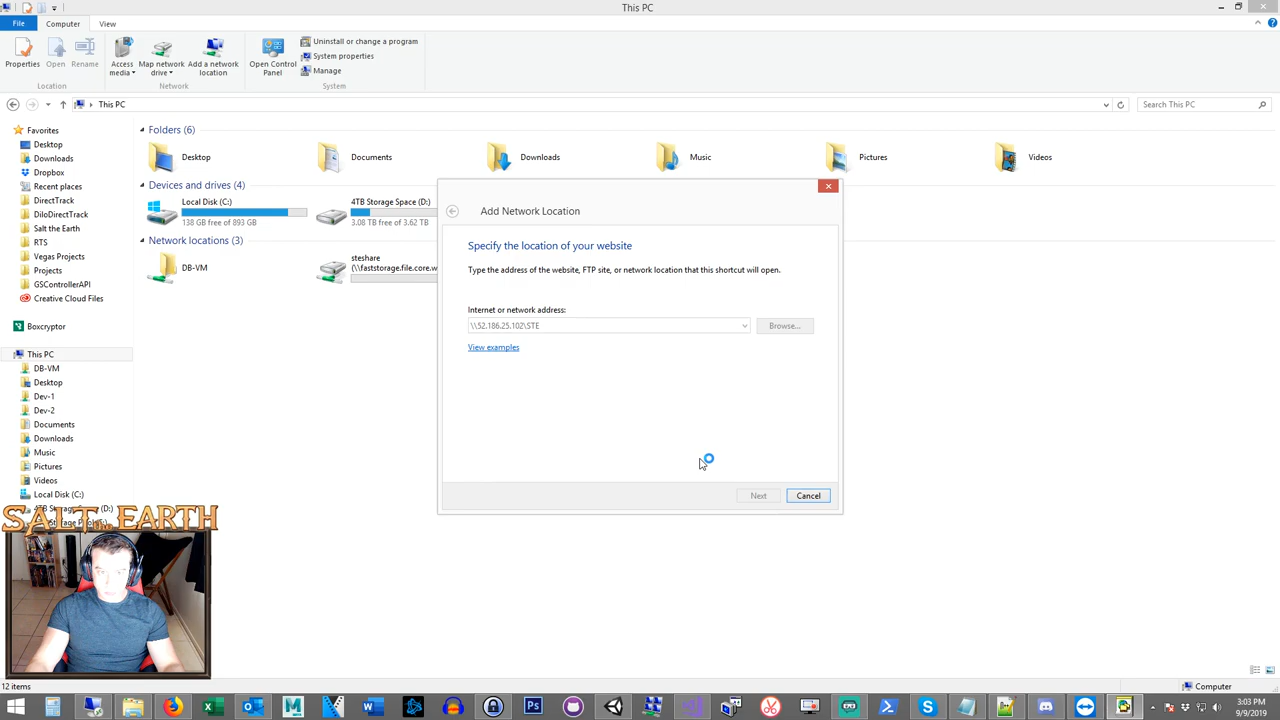 This PC
File
Computer
View
Properties
Open
Rename
Access media
Map network drive
Add a network location
Open Control Panel
Uninstall or change a program
System properties
Manage
Location
Network
System
This PC
Search This PC
Favorites
Desktop
Downloads
Dropbox
Recent places
DirectTrack
DiloDirectTrack
Salt the Earth
RTS
Vegas Projects
Projects
GSControllerAPI
Creative Cloud Files
Boxcryptor
This PC
DB-VM
Desktop
Dev-1
Dev-2
Documents
Downloads
Music
Pictures
Videos
Local Disk (C:)
Folders (6)
Desktop
Documents
Downloads
Music
Pictures
Videos
Devices and drives (4)
Local Disk (C:)
138 GB free of 893 GB
4TB Storage Space (D:)
3.08 TB free of 3.62 TB
Network locations (3)
DB-VM
steshare
(\\faststorage.file.core.w
Add Network Location
Specify the location of your website
Type the address of the website, FTP site, or network location that this shortcut will open.
Internet or network address:
\\52.186.25.102\STE
Browse...
View examples
Next
Cancel
SALT THE EARTH
12 items
Computer
3:03 PM
9/9/2019